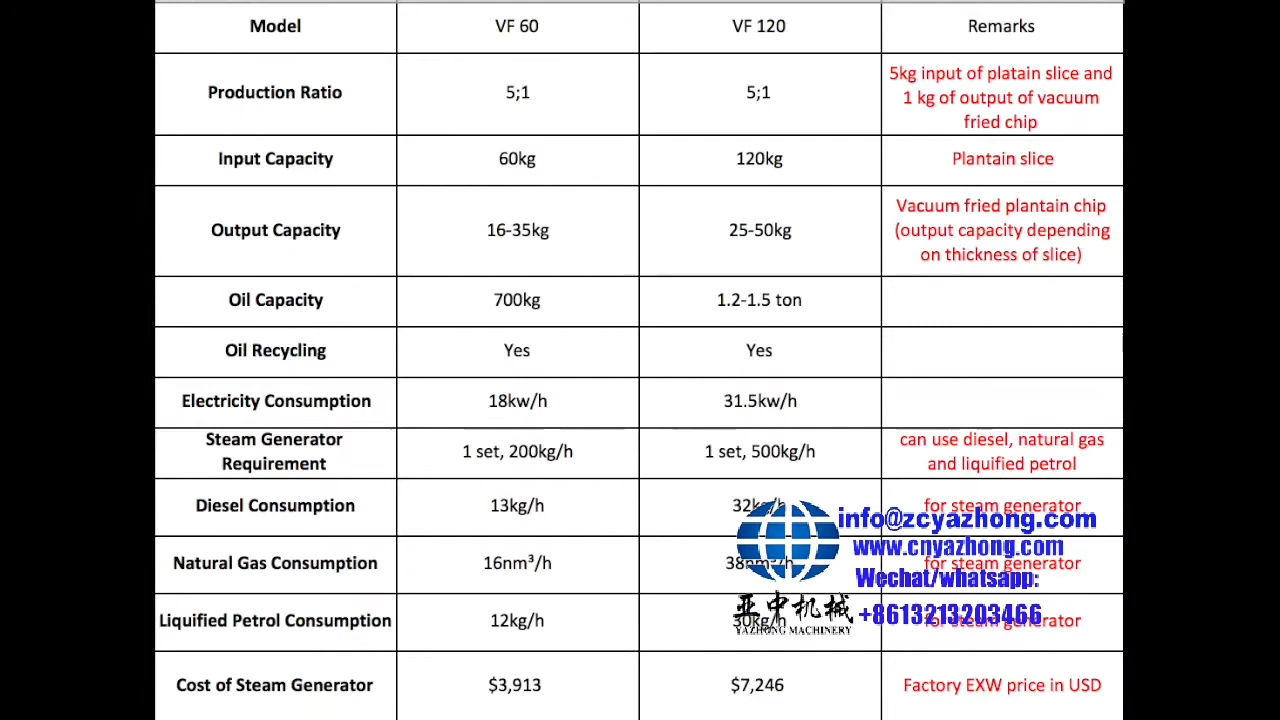 Model VF 60 VF 120 Remarks
Production Ratio 5;1 5;1 5kg input of platain slice and
1 kg of output of vacuum
fried chip
Input Capacity 60kg 120kg Plantain slice
Output Capacity 16-35kg 25-50kg Vacuum fried plantain chip
(output capacity depending
on thickness of slice)
Oil Capacity 700kg 1.2-1.5 ton
Oil Recycling Yes Yes
Electricity Consumption 18kw/h 31.5kw/h
Steam Generator
Requirement 1 set, 200kg/h 1 set, 500kg/h can use diesel, natural gas
and liquified petrol
Diesel Consumption 13kg/h 32kg/h for steam generator
Natural Gas Consumption 16nm³/h 38nm³/h for steam generator
Liquified Petrol Consumption 12kg/h 30kg/h for steam generator
Cost of Steam Generator $3,913 $7,246 Factory EXW price in USD
info@zcyazhong.com
www.cnyazhong.com
Wechat/whatsapp:
+8613213203466
亚中机械
YAZHONG MACHINERY